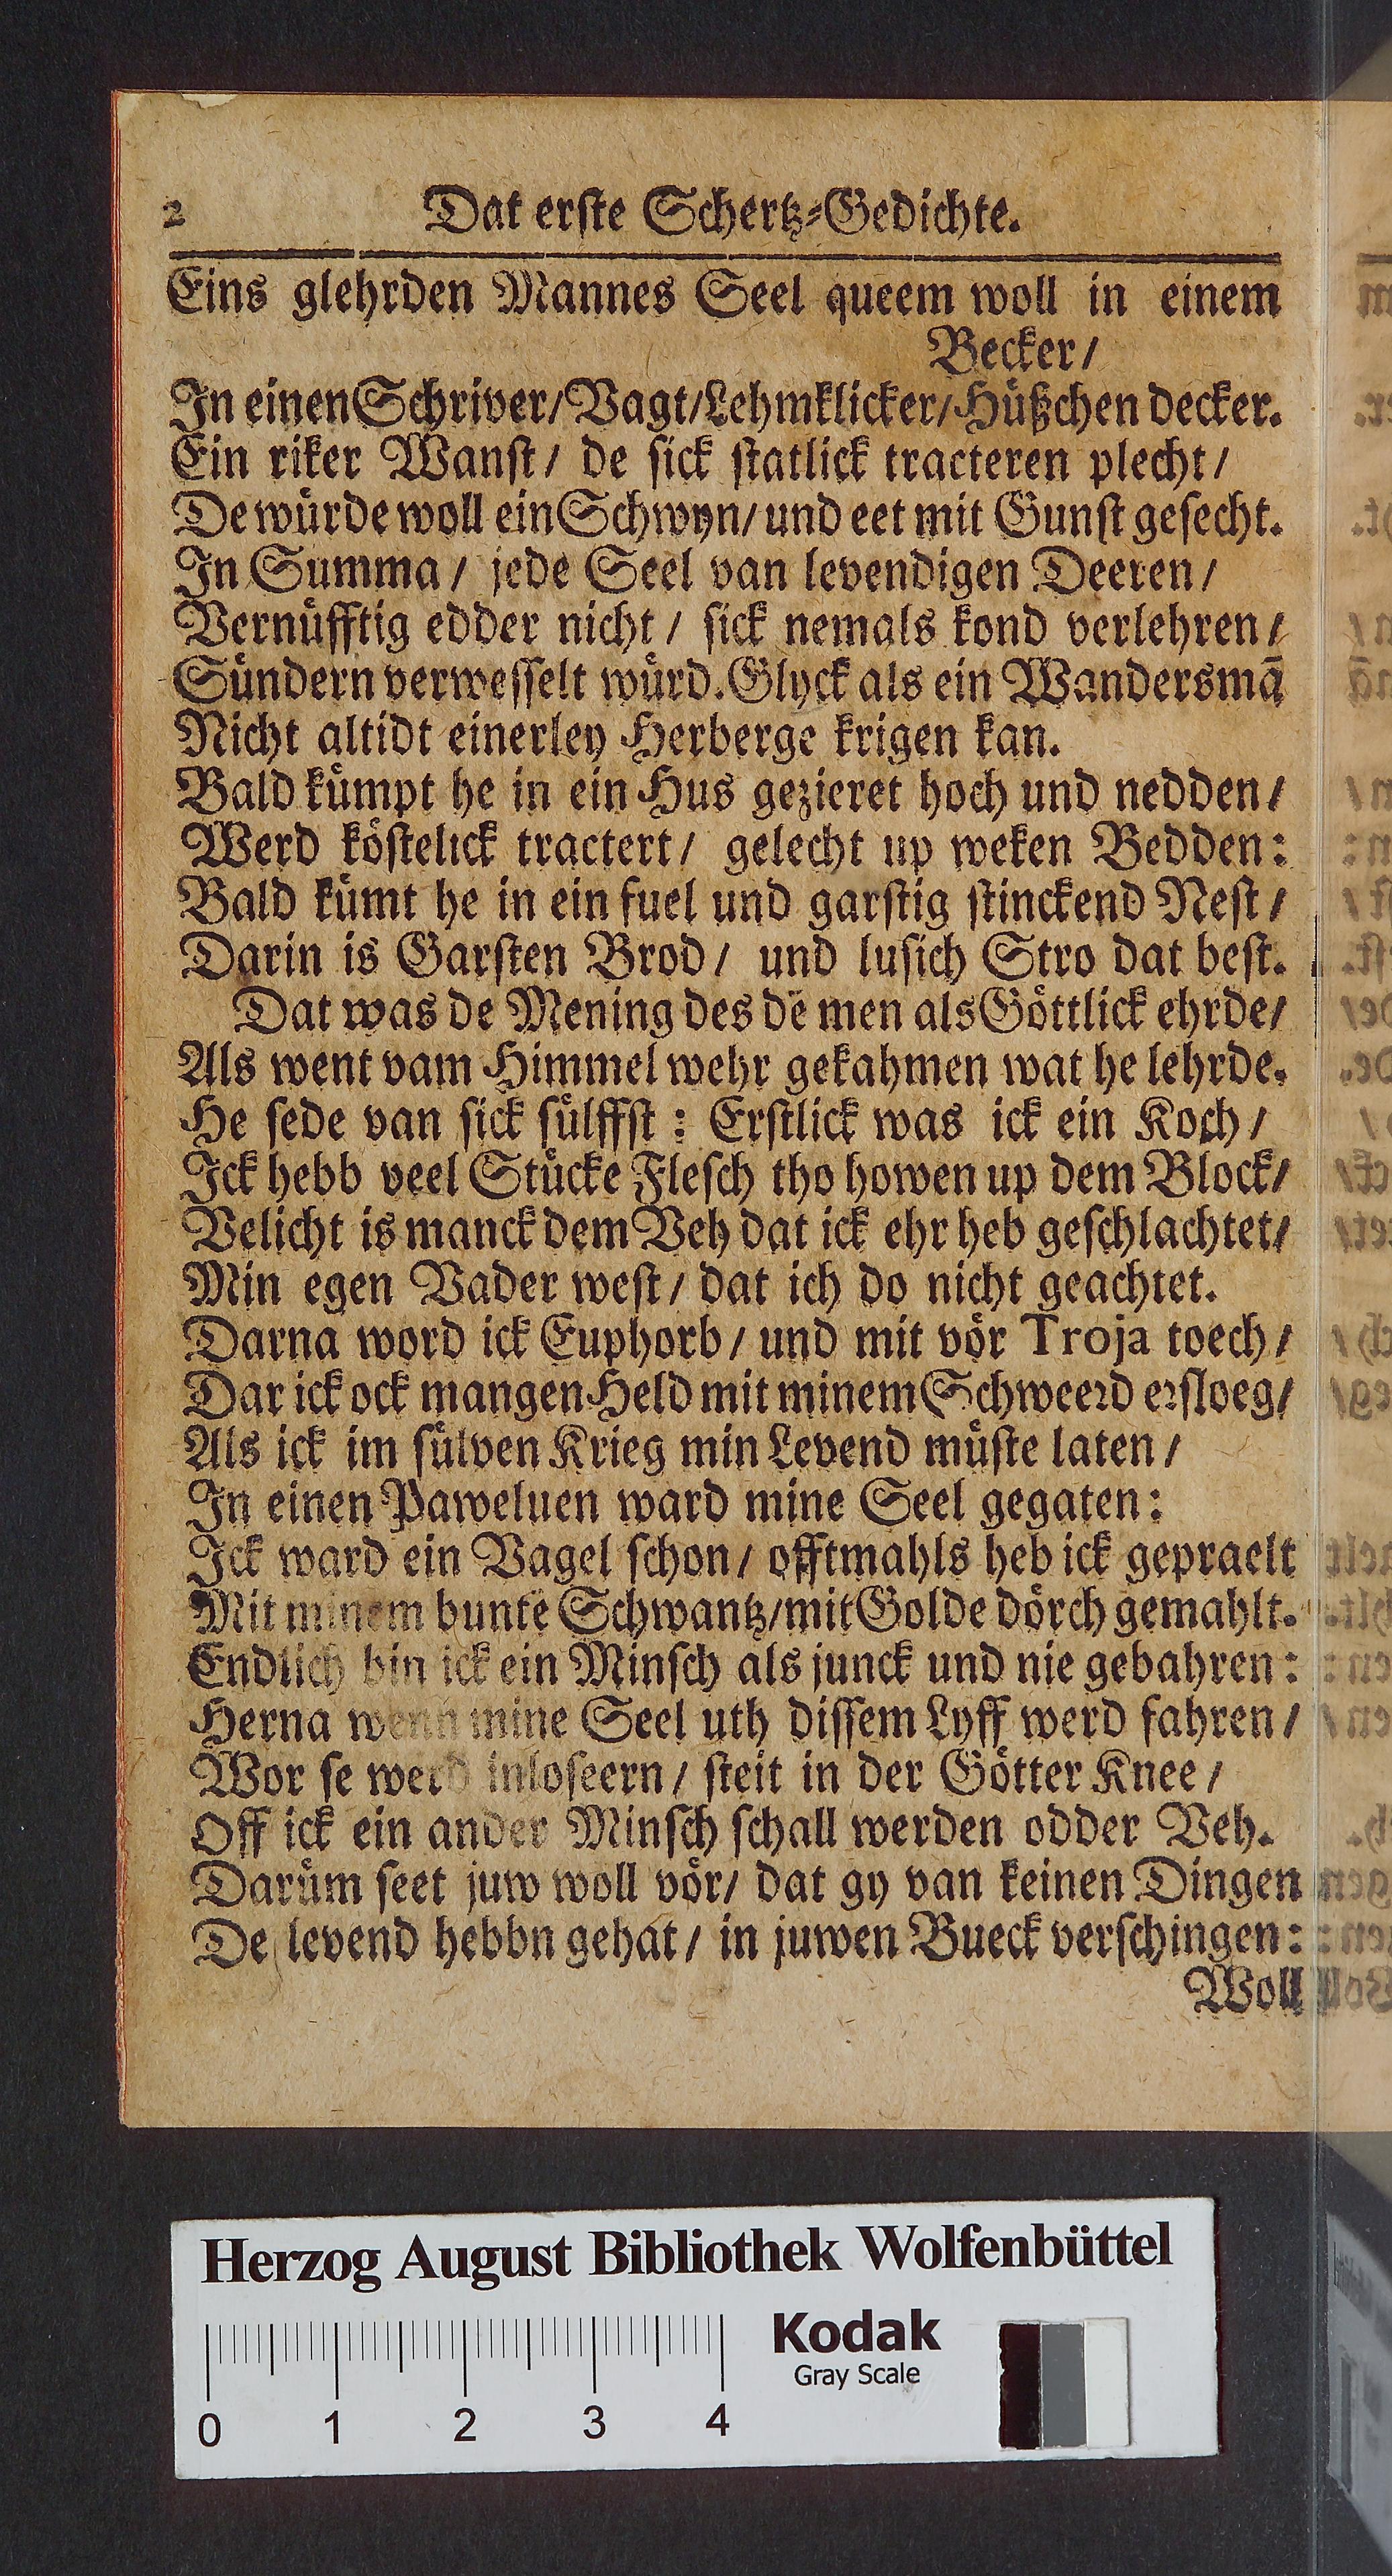 2 Dat erste Schertz-Gedichte.
Eins glehrden Mannes Seel queem woll in einem
Becker/
In einen Schriver/Vagt/Lehmklicker/Hüßchen decker.
Ein riker Wanst/ de sick statlick tracteren plecht/
De würde woll ein Schwyn/ und eet mit Gunst gesecht.
In Summa/ jede Seel van levendigen Deeren/
Vernüfftig edder nicht/ sick nemals kond verlehren/
Sündern verwesselt würd. Glyck als ein Wandersmā
Nicht altidt einerley Herberge krigen kan.
Bald kümpt he in ein Hus gezieret hoch und nedden/
Werd köstelick tractert/ gelecht up weken Bedden:
Bald kümt he in ein fuel und garstig stinckend Nest/
Darin is Garsten Brod/ und lusich Stro dat best.
Dat was de Mening des dē men als Göttlick ehrde/
Als went vam Himmel wehr gekahmen wat he lehrde.
He sede van sick sülffst: Erstlick was ick ein Koch/
Ick hebb veel Stücke Flesch tho howen up dem Block/
Velicht is manck dem Veh dat ick ehr heb geschlachtet/
Min egen Vader west/ dat ich do nicht geachtet.
Darna word ick Euphorb/ und mit vör Troja toech/
Dar ick ock mangen Held mit minem Schweerd ersloeg/
Als ick im sülven Krieg min Levend müste laten/
In einen Paweluen ward mine Seel gegaten:
Ick ward ein Vagel schon/ offtmahls heb ick gepraelt
Mit minem buntē Schwantz/mit Golde dörch gemahlt.
Endlich bin ick ein Minsch als junck und nie gebahren:
Herna wenn mine Seel uth dissem Lyff werd fahren/
Wor se werd inloseern/ steit in der Götter Knee/
Off ick ein ander Minsch schall werden odder Veh.
Darüm seet juw woll vör/ dat gy van keinen Dingen
De levend hebbn gehat/ in juwen Bueck verschingen:
Woll
Herzog August Bibliothek Wolfenbüttel
Kodak
Gray Scale
0 1 2 3 4